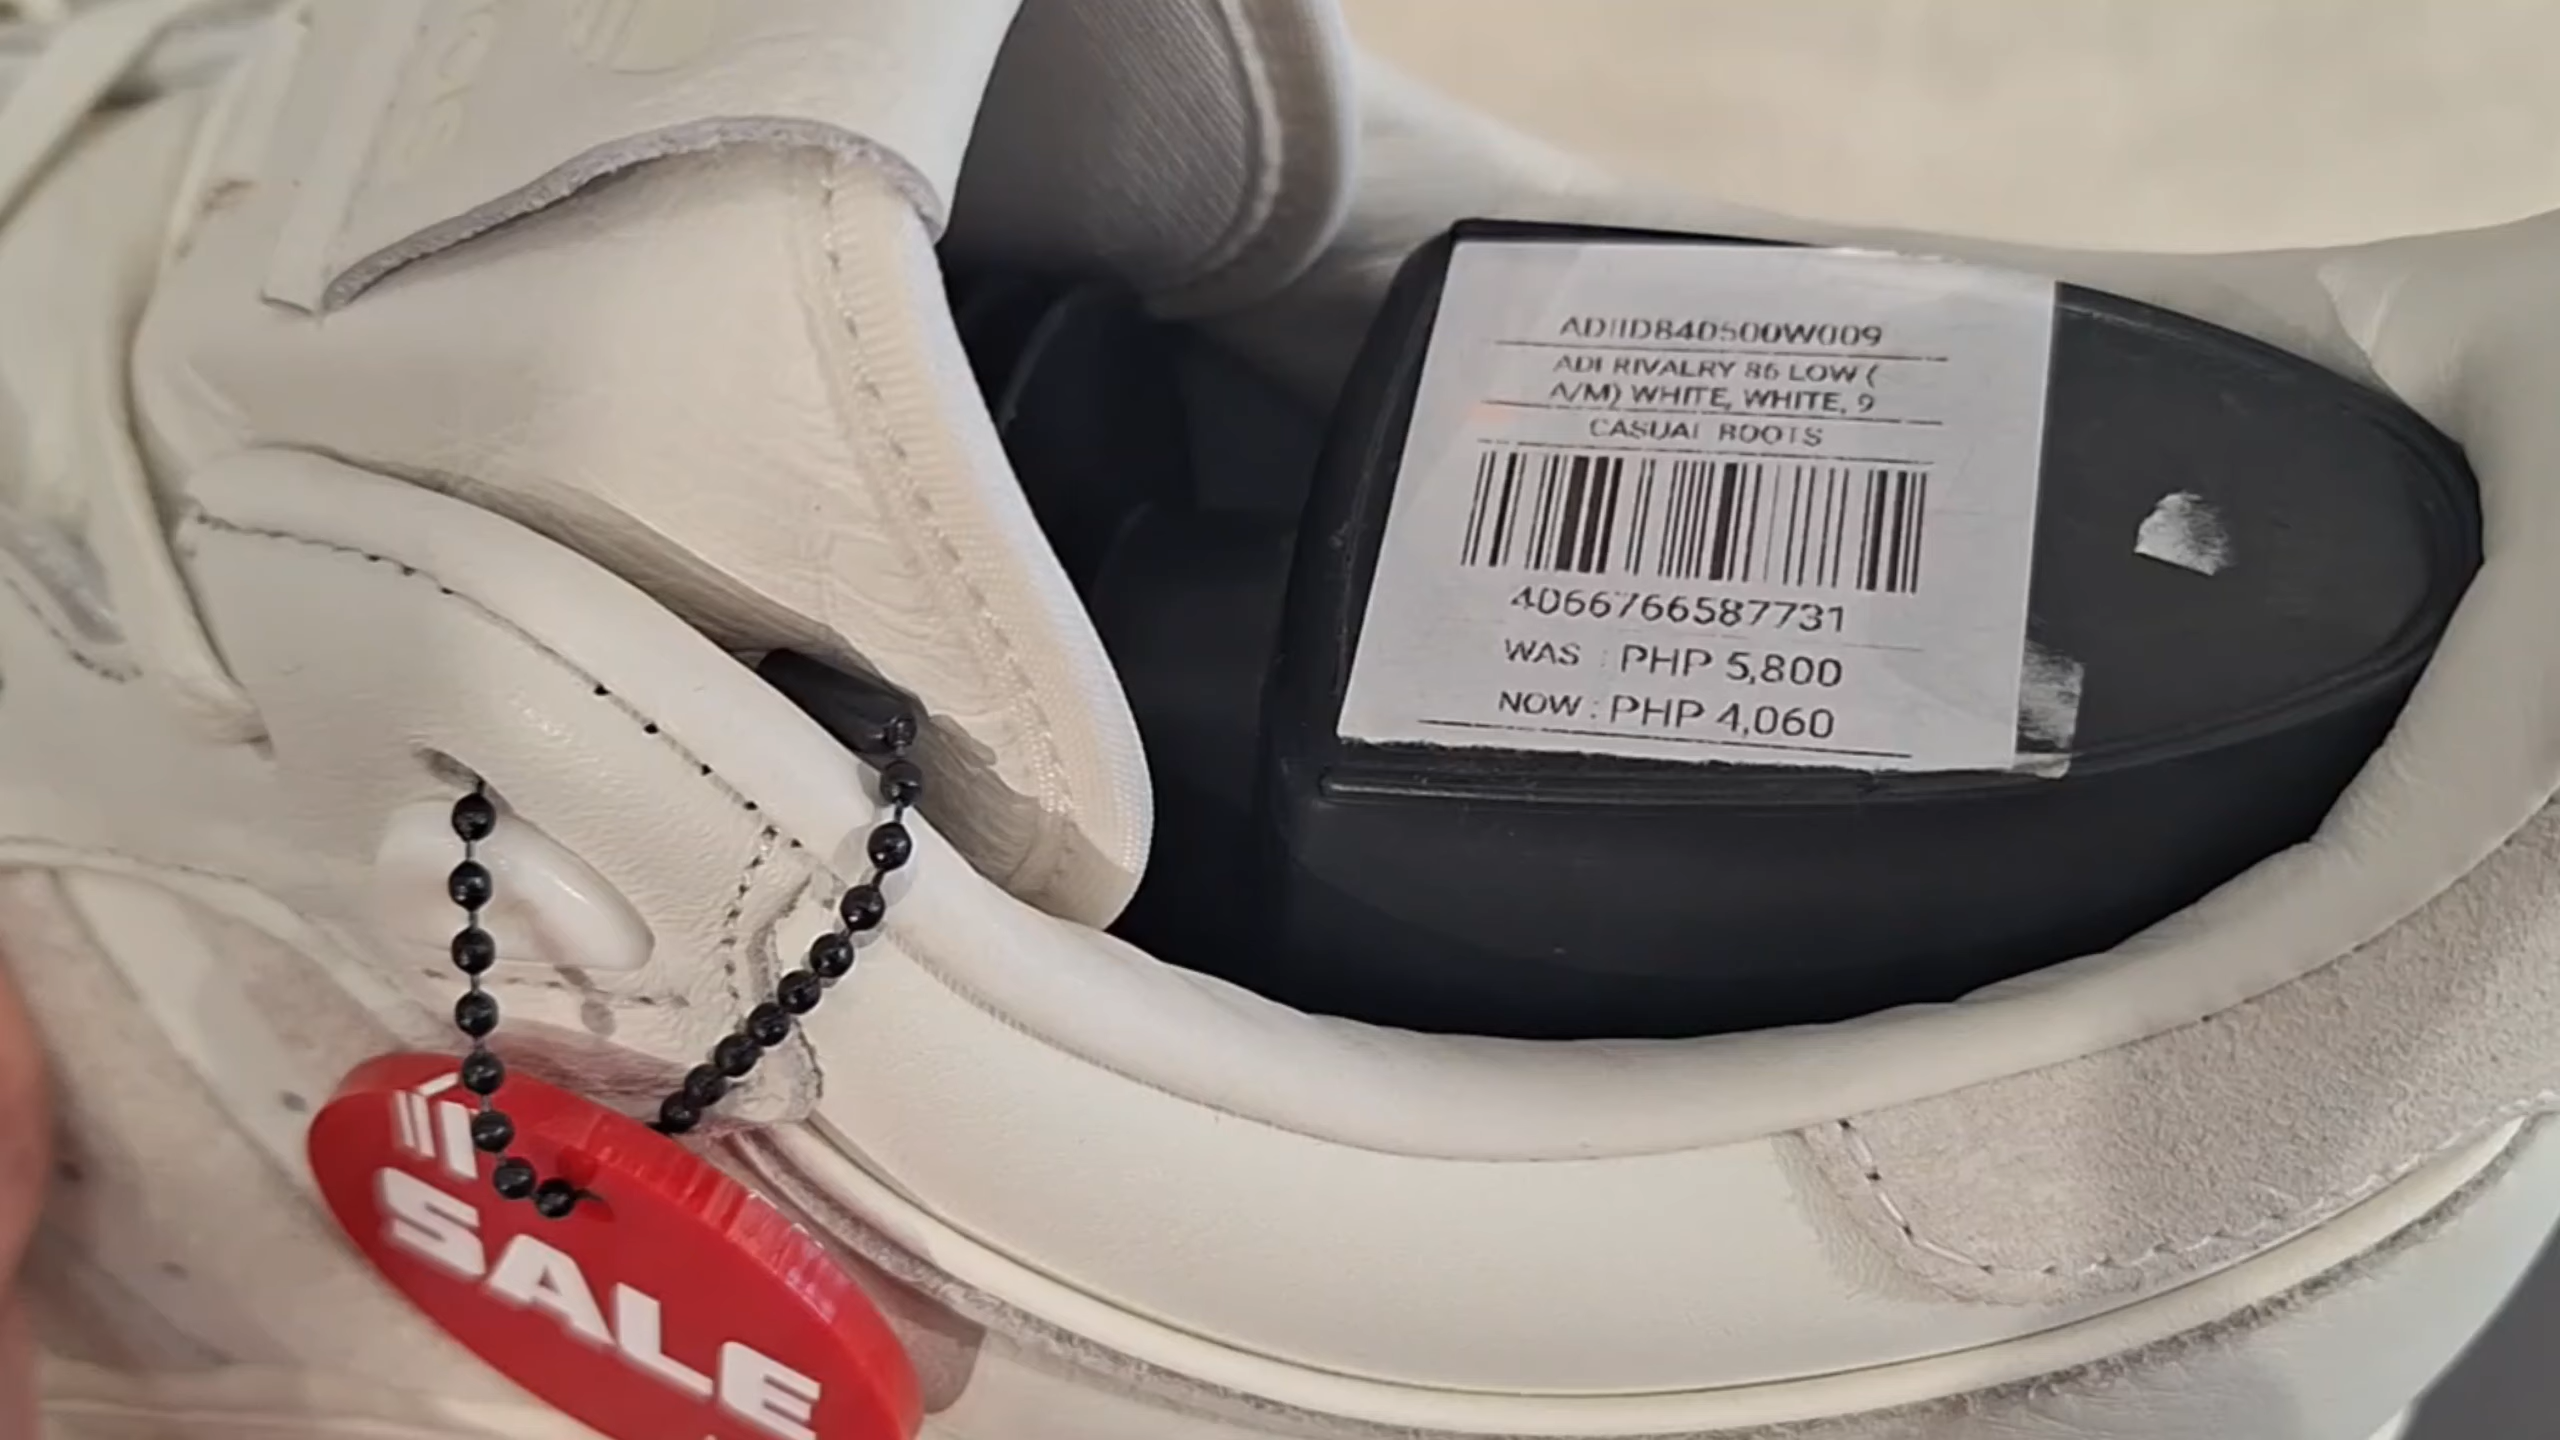 ADIID840500W009
ADI RIVALRY 86 LOW (
A/M) WHITE, WHITE, 9
CASUAL BOOTS
4066766587731
WAS : PHP 5,800
NOW : PHP 4,060
SALE